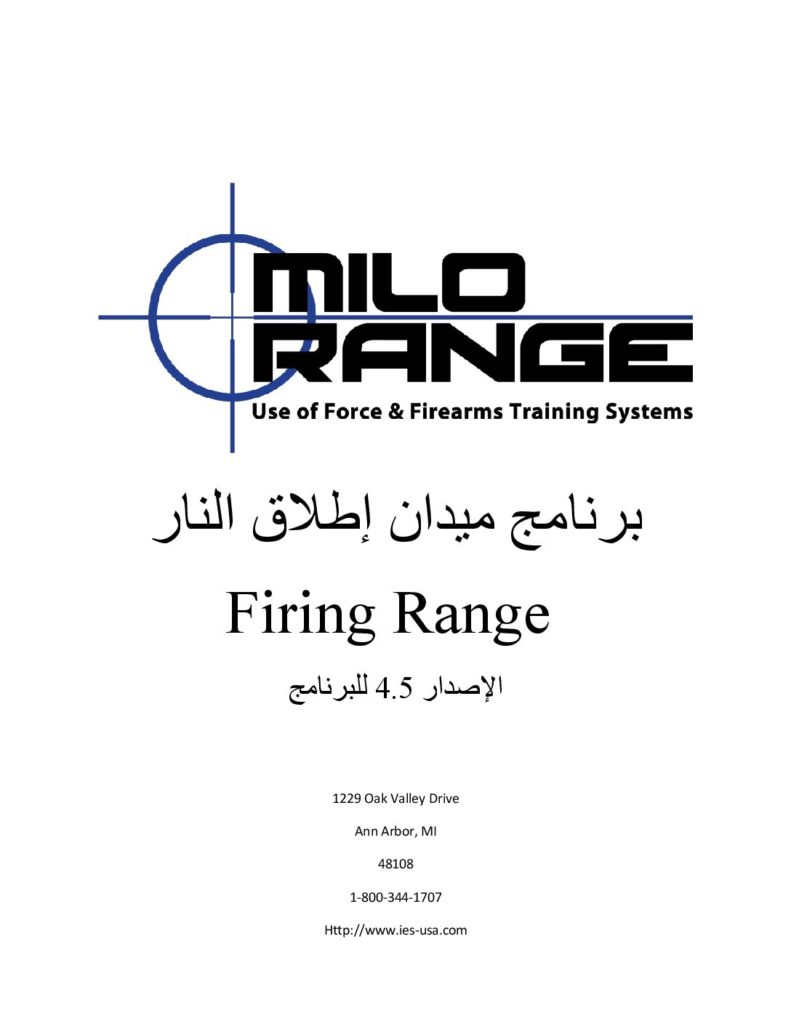 MILO
RANGE
Use of Force & Firearms Training Systems
برنامج ميدان إطلاق النار
Firing Range
الإصدار 4.5 للبرنامج
1229 Oak Valley Drive
Ann Arbor, MI
48108
1-800-344-1707
Http://www.ies-usa.com